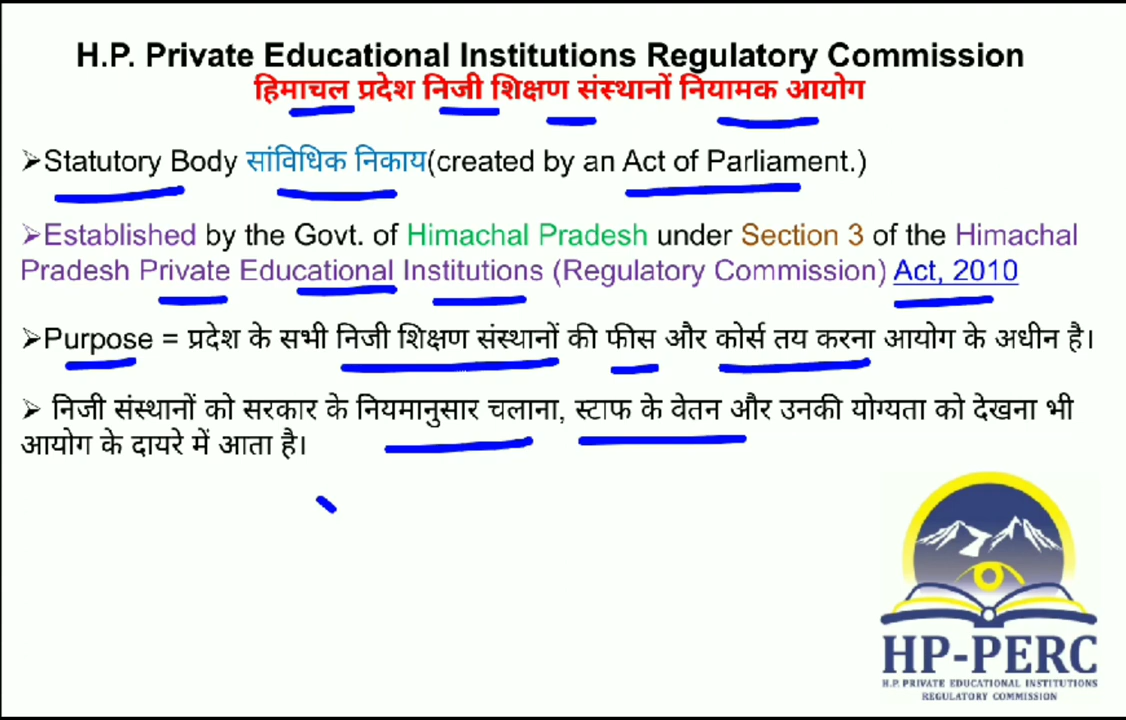 H.P. Private Educational Institutions Regulatory Commission
हिमाचल प्रदेश निजी शिक्षण संस्थानों नियामक आयोग
➢Statutory Body सांविधिक निकाय(created by an Act of Parliament.)
➢Established by the Govt. of Himachal Pradesh under Section 3 of the Himachal
Pradesh Private Educational Institutions (Regulatory Commission) Act, 2010
➢Purpose = प्रदेश के सभी निजी शिक्षण संस्थानों की फीस और कोर्स तय करना आयोग के अधीन है।
➢ निजी संस्थानों को सरकार के नियमानुसार चलाना, स्टाफ के वेतन और उनकी योग्यता को देखना भी
आयोग के दायरे में आता है।
HP-PERC
H.P. PRIVATE EDUCATIONAL INSTITUTIONS
REGULATORY COMMISSION